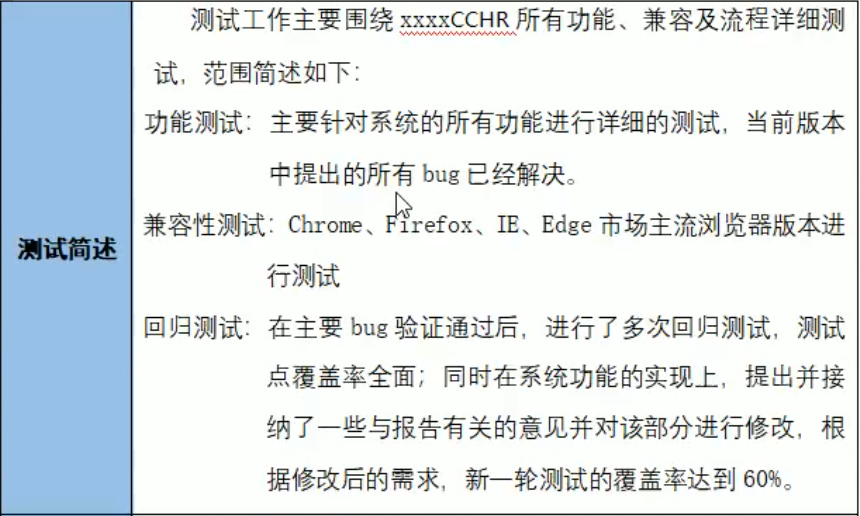 测试简述
测试工作主要围绕 xxxxCCHR 所有功能、兼容及流程详细测
试，范围简述如下：
功能测试：主要针对系统的所有功能进行详细的测试，当前版本
中提出的所有 bug 已经解决。
兼容性测试：Chrome、Firefox、IE、Edge 市场主流浏览器版本进
行测试
回归测试：在主要 bug 验证通过后，进行了多次回归测试，测试
点覆盖率全面；同时在系统功能的实现上，提出并接
纳了一些与报告有关的意见并对该部分进行修改，根
据修改后的需求，新一轮测试的覆盖率达到 60%。